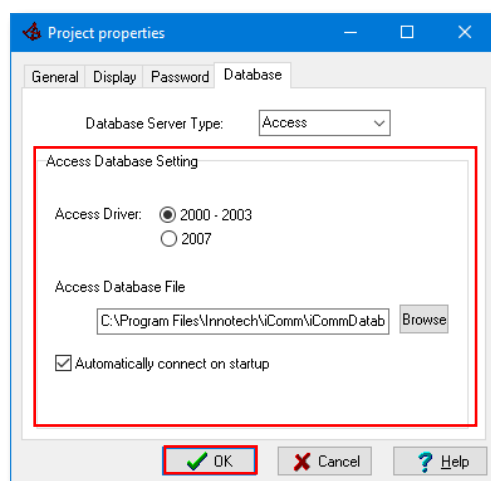 Project properties
General Display Password Database
Database Server Type: Access
Access Database Setting
Access Driver: 2000 - 2003
2007
Access Database File
C:\Program Files\Innotech\iComm\iCommDatab Browse
Automatically connect on startup
OK Cancel Help